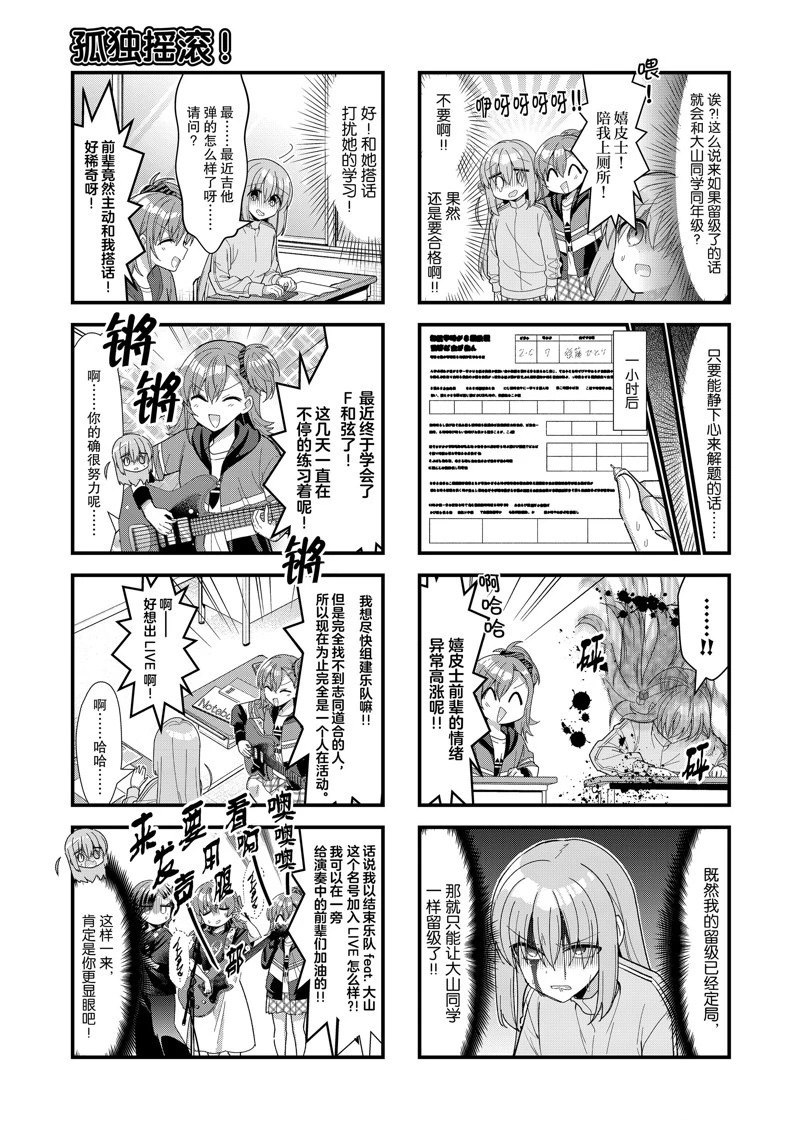 孤独摇滚！
诶？！这么说来如果留级了的话
就会和大山同学同年级？
喂！
嬉皮士！
陪我上厕所！
咿呀呀呀呀！！
不要啊！！
果然
还是要合格啊！！
只要能静下心来解题的话……
一小时后
……！！
砰
砰
啊哈哈
嬉皮士前辈的情绪
异常高涨呢！！
既然我的留级已经定局，
那就只能让大山同学
一样留级了！！
好！和她搭话
打扰她的学习！
最……最近吉他
弹的怎么样了呀……
请问？
前辈竟然主动和我搭话！
好稀奇呀！
最近终于学会了
F和弦了！
这几天一直在
不停的练习着呢！
锵
锵
锵
啊……你的确很努力呢……
我想尽快组建乐队嘛！！
但是完全找不到志同道合的人，
所以现在为止完全是一个人在活动。
啊——
好想出 LIVE 啊！
Notebook
啊……哈哈……
话说我以结束乐队 feat. 大山
这个名号加入 LIVE 怎么样？！
我可以在一旁
给演奏中的前辈们加油的！！
噢噢噢——
看啊——
要用腹部
来发声
这样一来，
肯定是你更显眼吧！